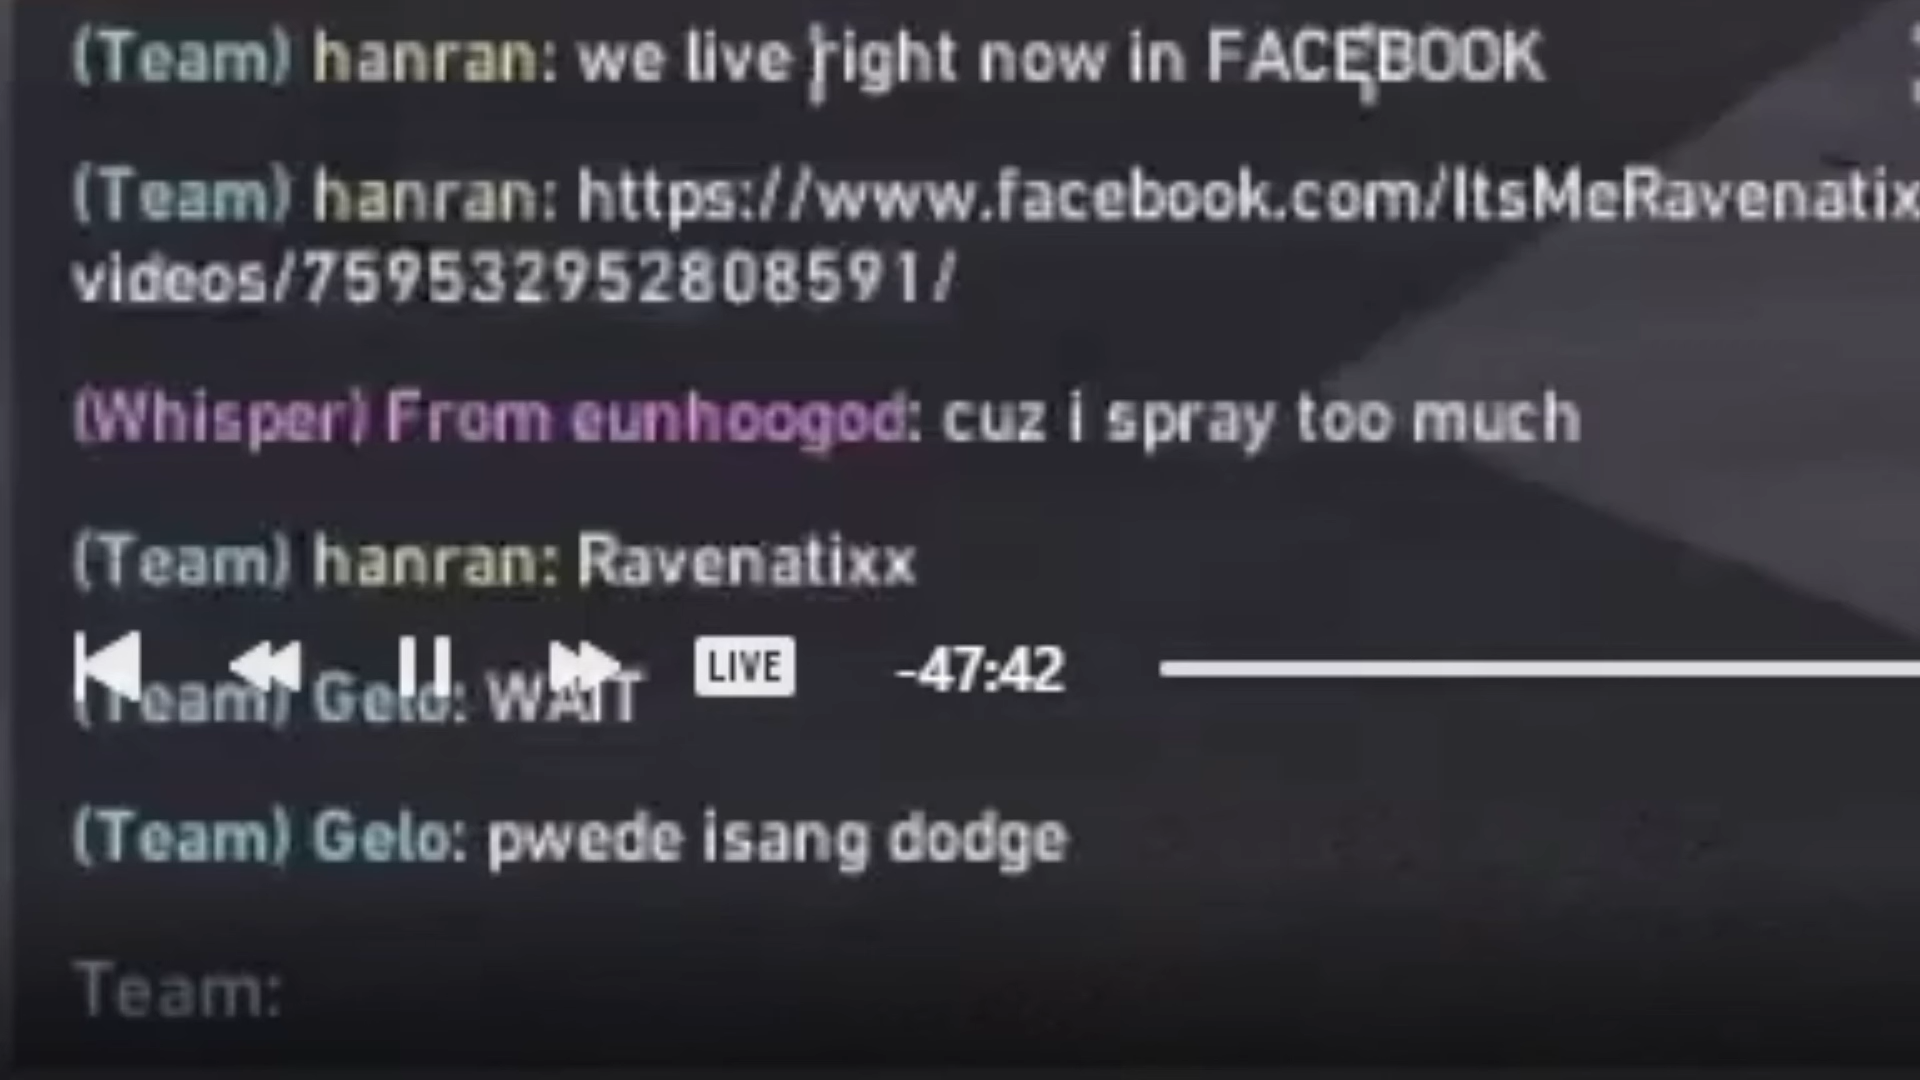 (Team) hanran: we live right now in FACEBOOK
(Team) hanran: https://www.facebook.com/ItsMeRavenatix
videos/759532952808591/
(Whisper) From eunhoogod: cuz i spray too much
(Team) hanran: Ravenatixx
LIVE -47:42
(Team) Gelo: WAIT
(Team) Gelo: pwede isang dodge
Team: